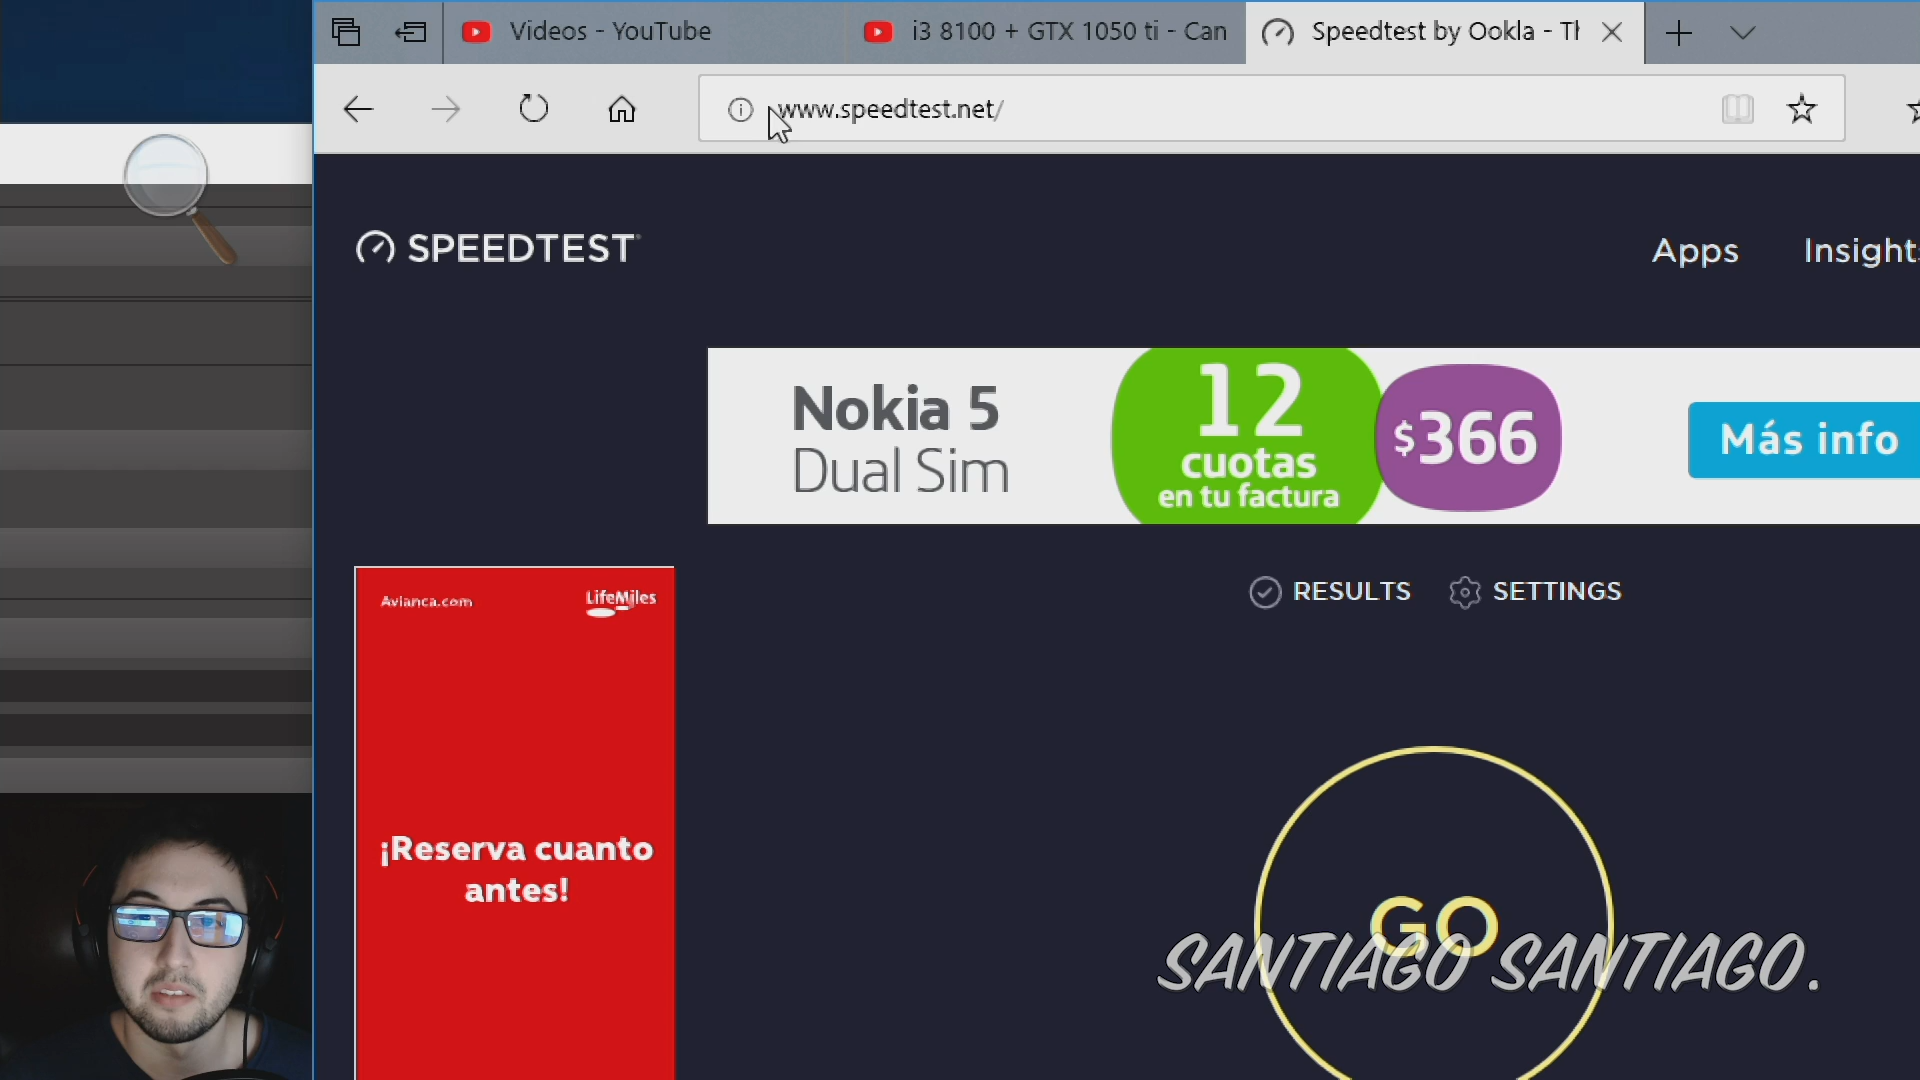 Videos - YouTube
i3 8100 + GTX 1050 ti - Can
Speedtest by Ookla - Th
www.speedtest.net/
SPEEDTEST
Apps
Insights
Nokia 5
Dual Sim
12
cuotas
en tu factura
$366
Más info
RESULTS
SETTINGS
Avianca.com
LifeMiles
¡Reserva cuanto
antes!
GO
SANTIAGO SANTIAGO.